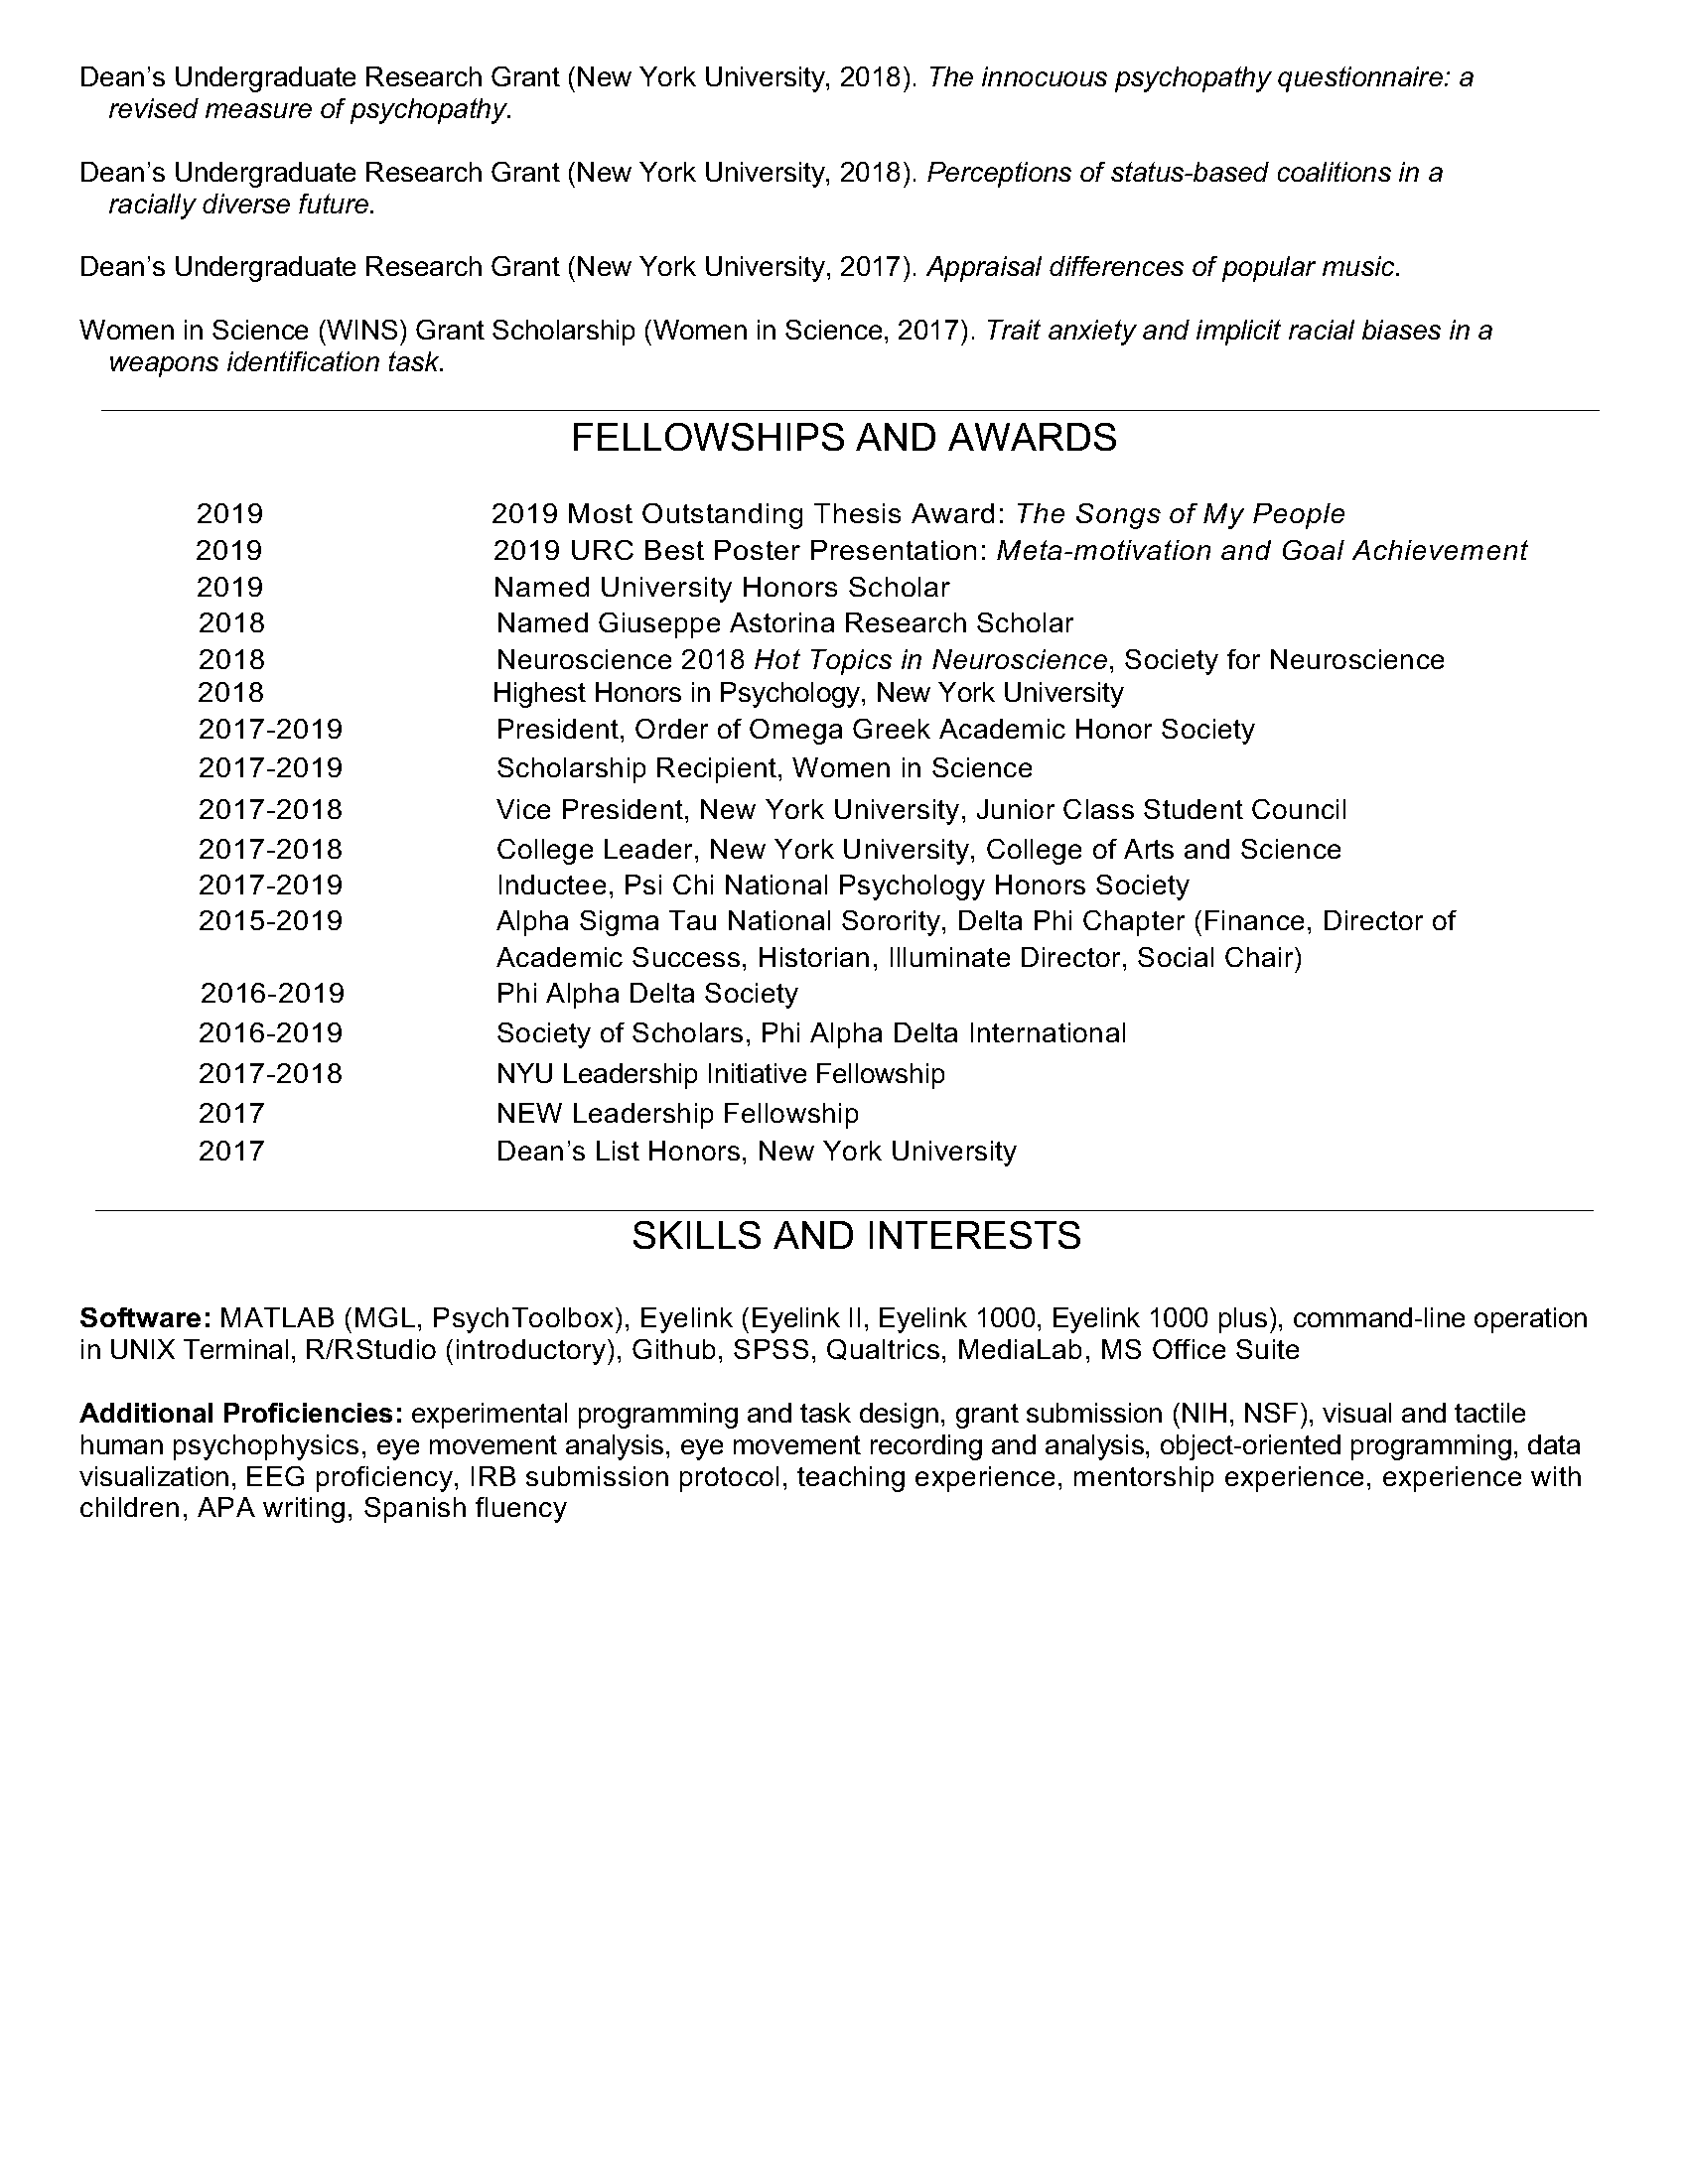 Dean’s Undergraduate Research Grant (New York University, 2018). The innocuous psychopathy questionnaire: a
revised measure of psychopathy.
Dean’s Undergraduate Research Grant (New York University, 2018). Perceptions of status-based coalitions in a
racially diverse future.
Dean’s Undergraduate Research Grant (New York University, 2017). Appraisal differences of popular music.
Women in Science (WINS) Grant Scholarship (Women in Science, 2017). Trait anxiety and implicit racial biases in a
weapons identification task.
FELLOWSHIPS AND AWARDS
2019 2019 Most Outstanding Thesis Award: The Songs of My People
2019 2019 URC Best Poster Presentation: Meta-motivation and Goal Achievement
2019 Named University Honors Scholar
2018 Named Giuseppe Astorina Research Scholar
2018 Neuroscience 2018 Hot Topics in Neuroscience, Society for Neuroscience
2018 Highest Honors in Psychology, New York University
2017-2019 President, Order of Omega Greek Academic Honor Society
2017-2019 Scholarship Recipient, Women in Science
2017-2018 Vice President, New York University, Junior Class Student Council
2017-2018 College Leader, New York University, College of Arts and Science
2017-2019 Inductee, Psi Chi National Psychology Honors Society
2015-2019 Alpha Sigma Tau National Sorority, Delta Phi Chapter (Finance, Director of
Academic Success, Historian, Illuminate Director, Social Chair)
2016-2019 Phi Alpha Delta Society
2016-2019 Society of Scholars, Phi Alpha Delta International
2017-2018 NYU Leadership Initiative Fellowship
2017 NEW Leadership Fellowship
2017 Dean’s List Honors, New York University
SKILLS AND INTERESTS
Software: MATLAB (MGL, PsychToolbox), Eyelink (Eyelink II, Eyelink 1000, Eyelink 1000 plus), command-line operation
in UNIX Terminal, R/RStudio (introductory), Github, SPSS, Qualtrics, MediaLab, MS Office Suite
Additional Proficiencies: experimental programming and task design, grant submission (NIH, NSF), visual and tactile
human psychophysics, eye movement analysis, eye movement recording and analysis, object-oriented programming, data
visualization, EEG proficiency, IRB submission protocol, teaching experience, mentorship experience, experience with
children, APA writing, Spanish fluency